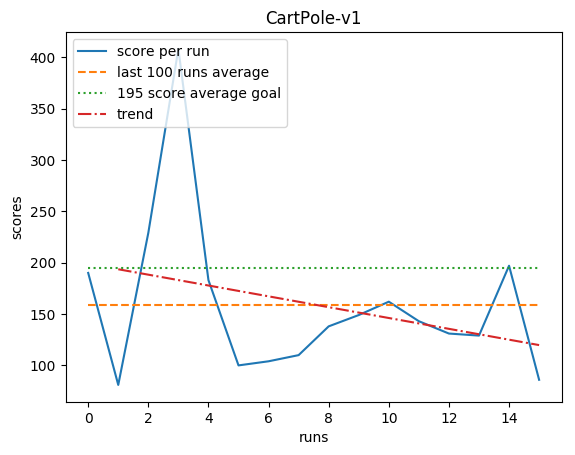 CartPole-v1
score per run
last 100 runs average
195 score average goal
trend
scores
400
350
300
250
200
150
100
0 2 4 6 8 10 12 14
runs